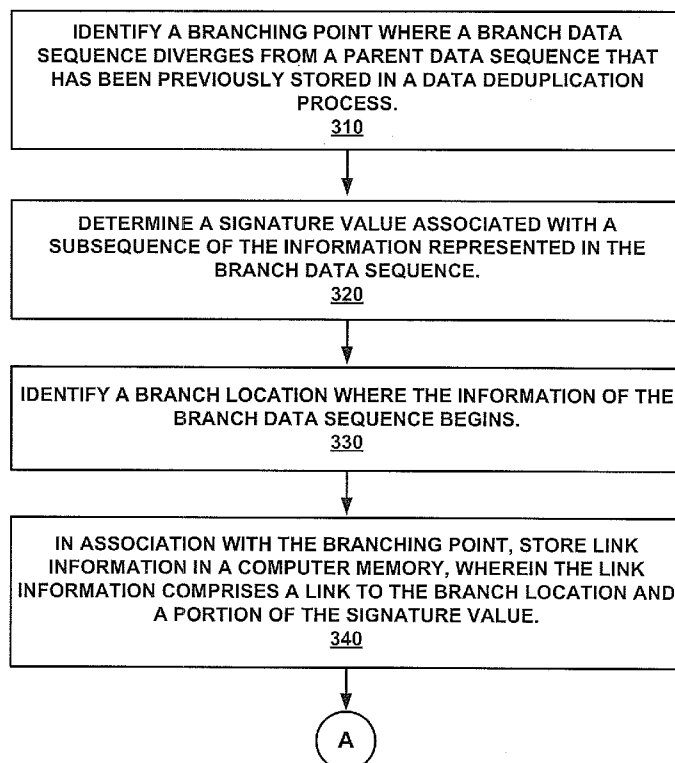 IDENTIFY A BRANCHING POINT WHERE A BRANCH DATA
SEQUENCE DIVERGES FROM A PARENT DATA SEQUENCE THAT
HAS BEEN PREVIOUSLY STORED IN A DATA DEDUPLICATION
PROCESS.
310
DETERMINE A SIGNATURE VALUE ASSOCIATED WITH A
SUBSEQUENCE OF THE INFORMATION REPRESENTED IN THE
BRANCH DATA SEQUENCE.
320
IDENTIFY A BRANCH LOCATION WHERE THE INFORMATION OF THE
BRANCH DATA SEQUENCE BEGINS.
330
IN ASSOCIATION WITH THE BRANCHING POINT, STORE LINK
INFORMATION IN A COMPUTER MEMORY, WHEREIN THE LINK
INFORMATION COMPRISES A LINK TO THE BRANCH LOCATION AND
A PORTION OF THE SIGNATURE VALUE.
340
A